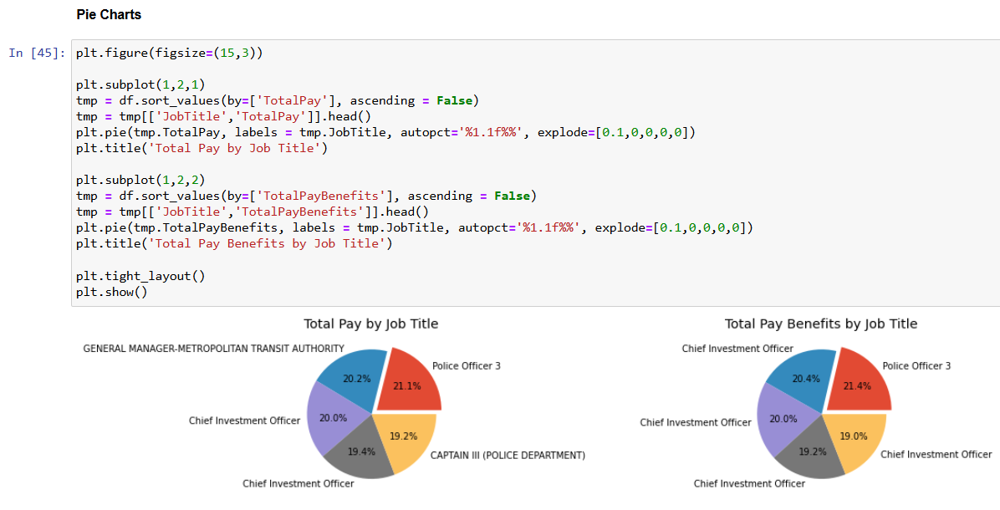 Pie Charts
In [45]:
plt.figure(figsize=(15,3))
plt.subplot(1,2,1)
tmp = df.sort_values(by=['TotalPay'], ascending = False)
tmp = tmp[['JobTitle','TotalPay']].head()
plt.pie(tmp.TotalPay, labels = tmp.JobTitle, autopct='%1.1f%%', explode=[0.1,0,0,0,0])
plt.title('Total Pay by Job Title')
plt.subplot(1,2,2)
tmp = df.sort_values(by=['TotalPayBenefits'], ascending = False)
tmp = tmp[['JobTitle','TotalPayBenefits']].head()
plt.pie(tmp.TotalPayBenefits, labels = tmp.JobTitle, autopct='%1.1f%%', explode=[0.1,0,0,0,0])
plt.title('Total Pay Benefits by Job Title')
plt.tight_layout()
plt.show()
Total Pay by Job Title
GENERAL MANAGER-METROPOLITAN TRANSIT AUTHORITY
Police Officer 3
20.2%
21.1%
Chief Investment Officer
20.0%
19.2%
19.4%
CAPTAIN III (POLICE DEPARTMENT)
Chief Investment Officer
Total Pay Benefits by Job Title
Chief Investment Officer
Police Officer 3
20.4%
21.4%
Chief Investment Officer
20.0%
19.0%
19.2%
Chief Investment Officer
Chief Investment Officer